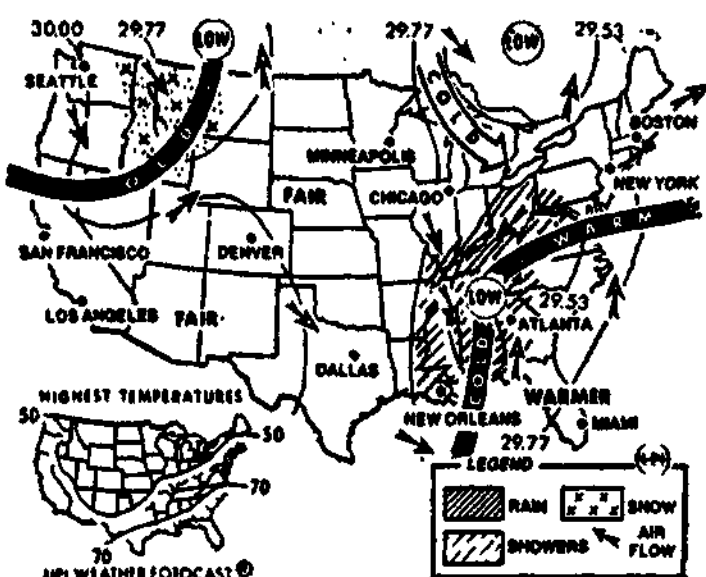 30.00 29.77 LOW 29.77 LOW 29.53
SEATTLE
COLD
COLD
BOSTON
MINNEAPOLIS
NEW YORK
FAIR
CHICAGO
WARM
SAN FRANCISCO
DENVER
LOW
29.53
LOS ANGELES
FAIR
ATLANTA
DALLAS
COLD
HIGHEST TEMPERATURES
WARMER
50
NEW ORLEANS
MIAMI
50
29.77
LEGEND
70
RAIN
SNOW
SHOWERS
AIR
FLOW
70
UPI WEATHER FOTOCAST